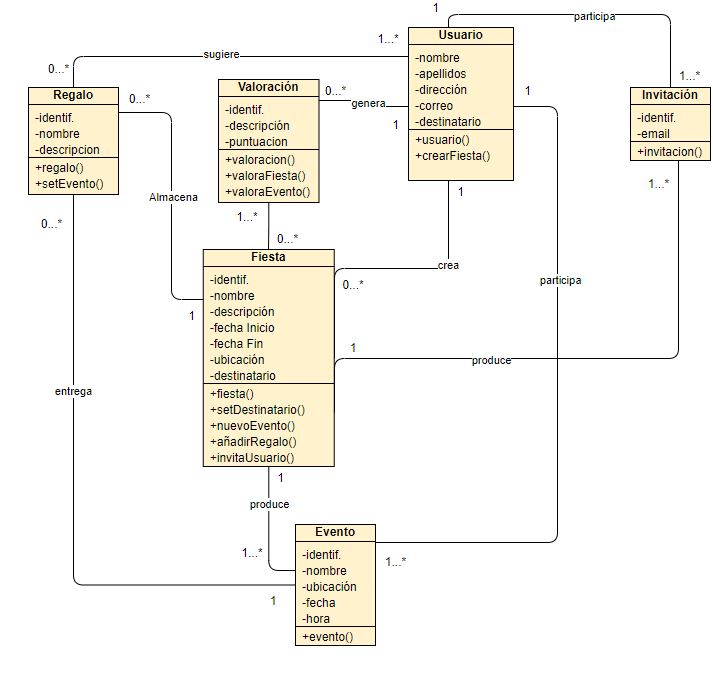 1
participa
Usuario
-nombre
-apellidos
-dirección
-correo
-destinatario
+usuario()
+crearFiesta()
sugiere
1...*
0...*
1...*
Regalo
-identif.
-nombre
-descripcion
+regalo()
+setEvento()
0...*
Valoración
-identif.
-descripción
-puntuacion
+valoracion()
+valoraFiesta()
+valoraEvento()
0...*
genera
1
1
Invitación
-identif.
-email
+invitacion()
1...*
Almacena
1
0...*
1...*
0...*
1
crea
0...*
participa
Fiesta
-identif.
-nombre
-descripción
-fecha Inicio
-fecha Fin
-ubicación
-destinatario
+fiesta()
+setDestinatario()
+nuevoEvento()
+añadirRegalo()
+invitaUsuario()
1
produce
entrega
1
produce
1...*
Evento
-identif.
-nombre
-ubicación
-fecha
-hora
+evento()
1...*
1